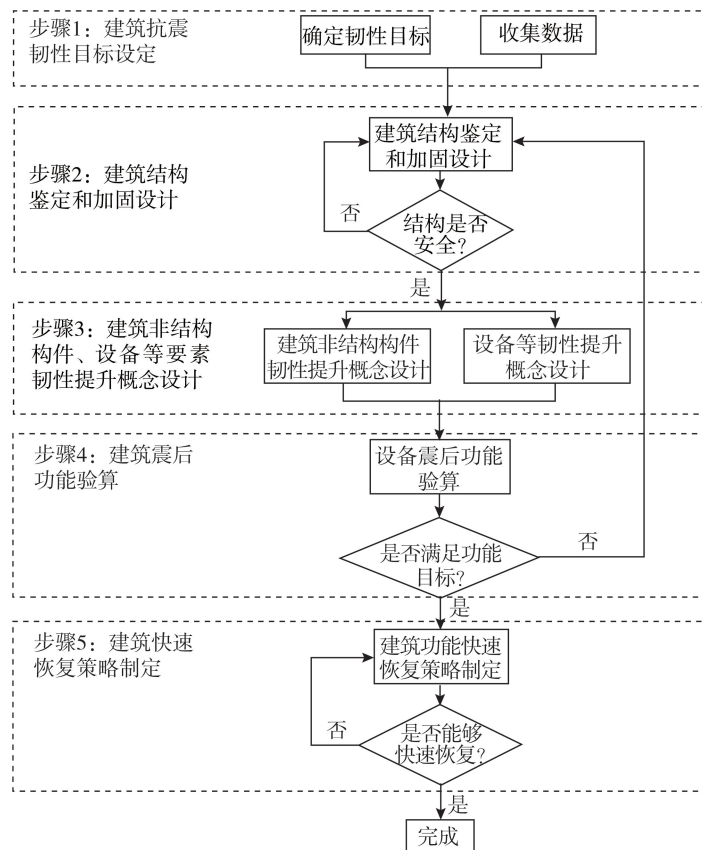 步骤1：建筑抗震
韧性目标设定
确定韧性目标
收集数据
步骤2：建筑结构
鉴定和加固设计
建筑结构鉴定
和加固设计
否
结构是否
安全？
是
步骤3：建筑非结构
构件、设备等要素
韧性提升概念设计
建筑非结构构件
韧性提升概念设计
设备等韧性提升
概念设计
步骤4：建筑震后
功能验算
设备震后功能
验算
是否满足功能
目标？
否
是
步骤5：建筑快速
恢复策略制定
建筑功能快速
恢复策略制定
否
是否能够
快速恢复？
是
完成